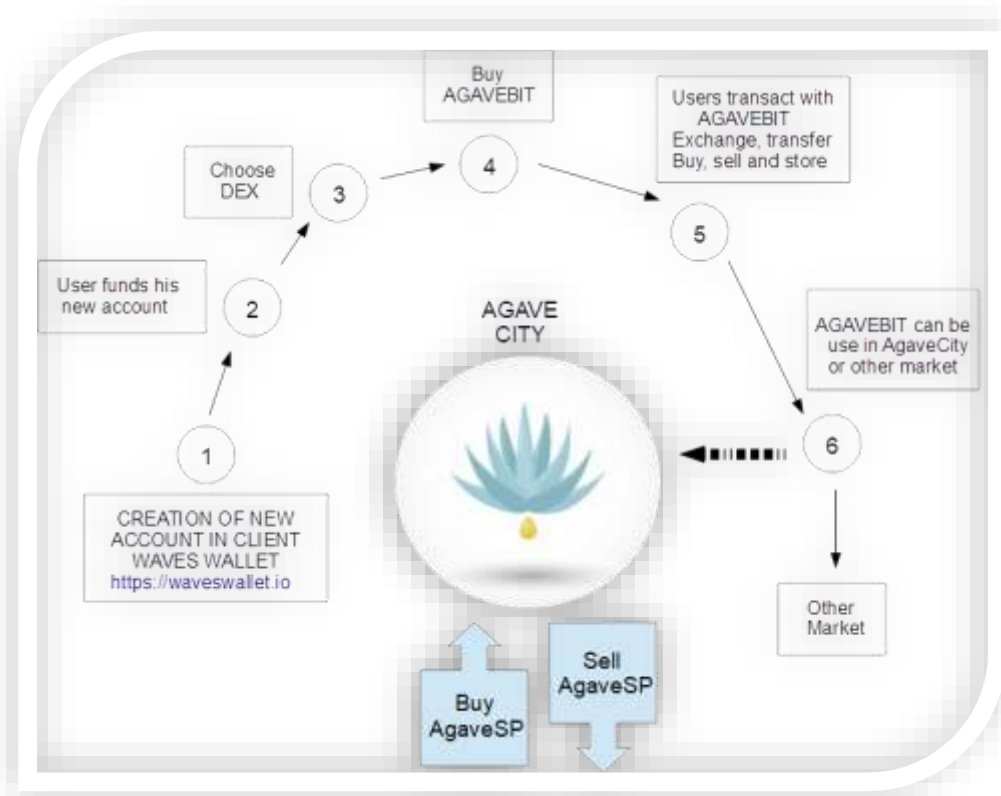 Buy
AGAVEBIT
Users transact with
AGAVEBIT
Exchange, transfer
Buy, sell and store
Choose
DEX
4
3
5
User funds his
new account
2
AGAVE
CITY
AGAVEBIT can be
use in AgaveCity
or other market
1
6
CREATION OF NEW
ACCOUNT IN CLIENT
WAVES WALLET
https://waveswallet.io
Other
Market
Buy
AgaveSP
Sell
AgaveSP